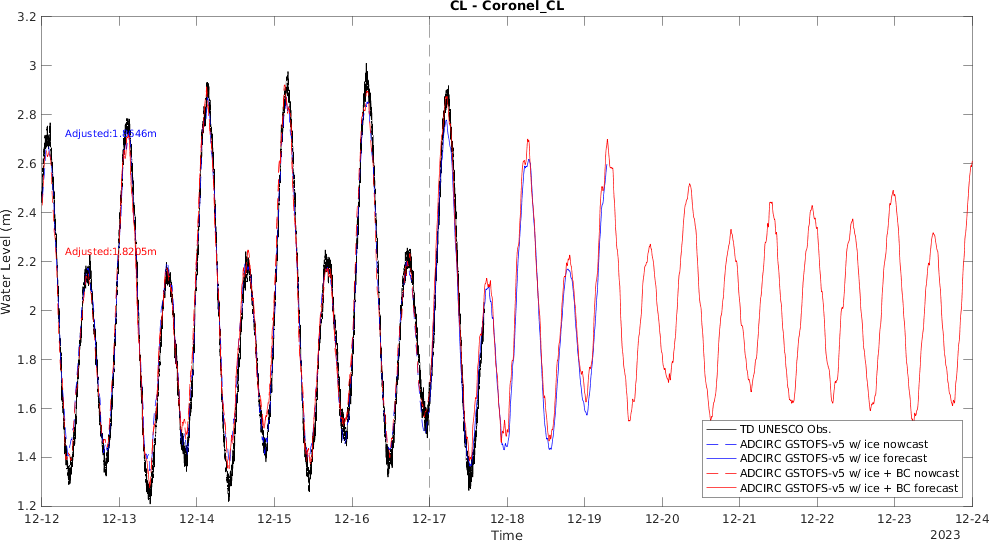 CL - Coronel_CL
3.2
3
2.8
2.6
2.4
2.2
2
1.8
1.6
1.4
1.2
Water Level (m)
Adjusted:1.8646m
Adjusted:1.8205m
TD UNESCO Obs.
ADCIRC GSTOFS-v5 w/ ice nowcast
ADCIRC GSTOFS-v5 w/ ice forecast
ADCIRC GSTOFS-v5 w/ ice + BC nowcast
ADCIRC GSTOFS-v5 w/ ice + BC forecast
12-12 12-13 12-14 12-15 12-16 12-17 12-18 12-19 12-20 12-21 12-22 12-23 12-24
Time
2023